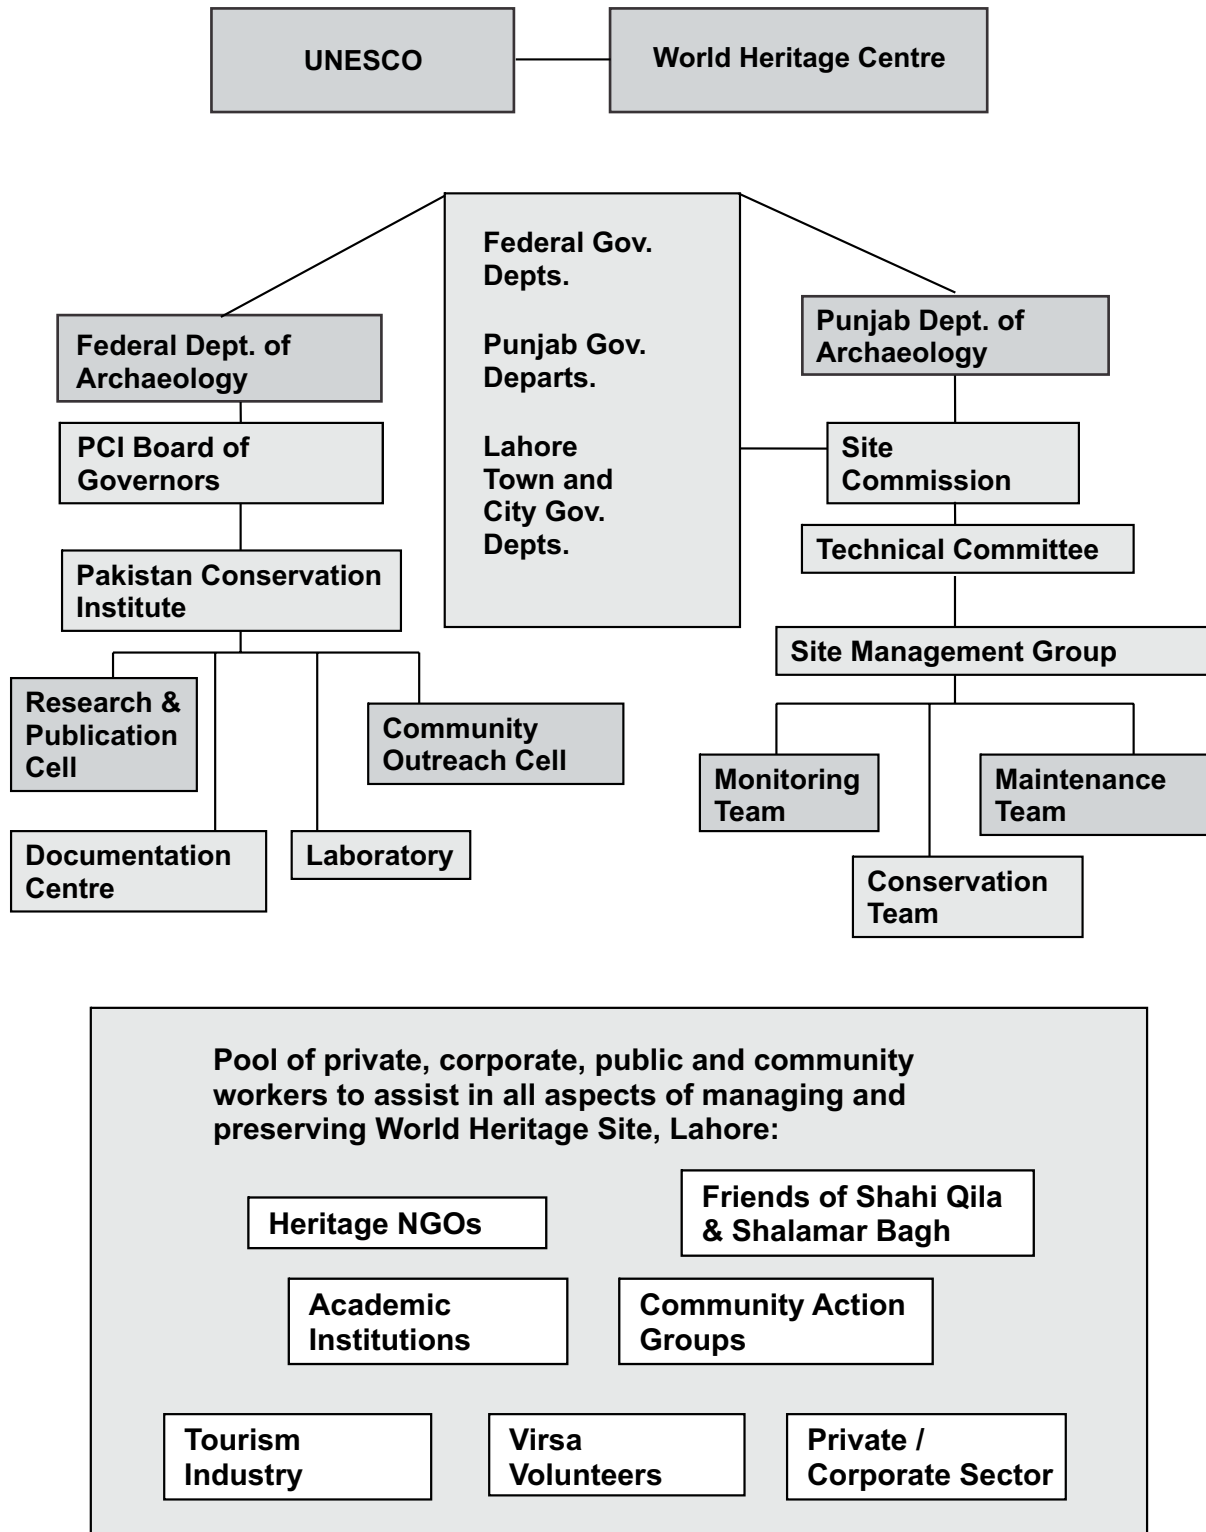 UNESCO
World Heritage Centre
Federal Gov.
Depts.
Punjab Gov.
Departs.
Lahore
Town and
City Gov.
Depts.
Federal Dept. of
Archaeology
PCI Board of
Governors
Pakistan Conservation
Institute
Research &
Publication
Cell
Community
Outreach Cell
Documentation
Centre
Laboratory
Punjab Dept. of
Archaeology
Site
Commission
Technical Committee
Site Management Group
Monitoring
Team
Maintenance
Team
Conservation
Team
Pool of private, corporate, public and community
workers to assist in all aspects of managing and
preserving World Heritage Site, Lahore:
Heritage NGOs
Friends of Shahi Qila
& Shalamar Bagh
Academic
Institutions
Community Action
Groups
Tourism
Industry
Virsa
Volunteers
Private /
Corporate Sector